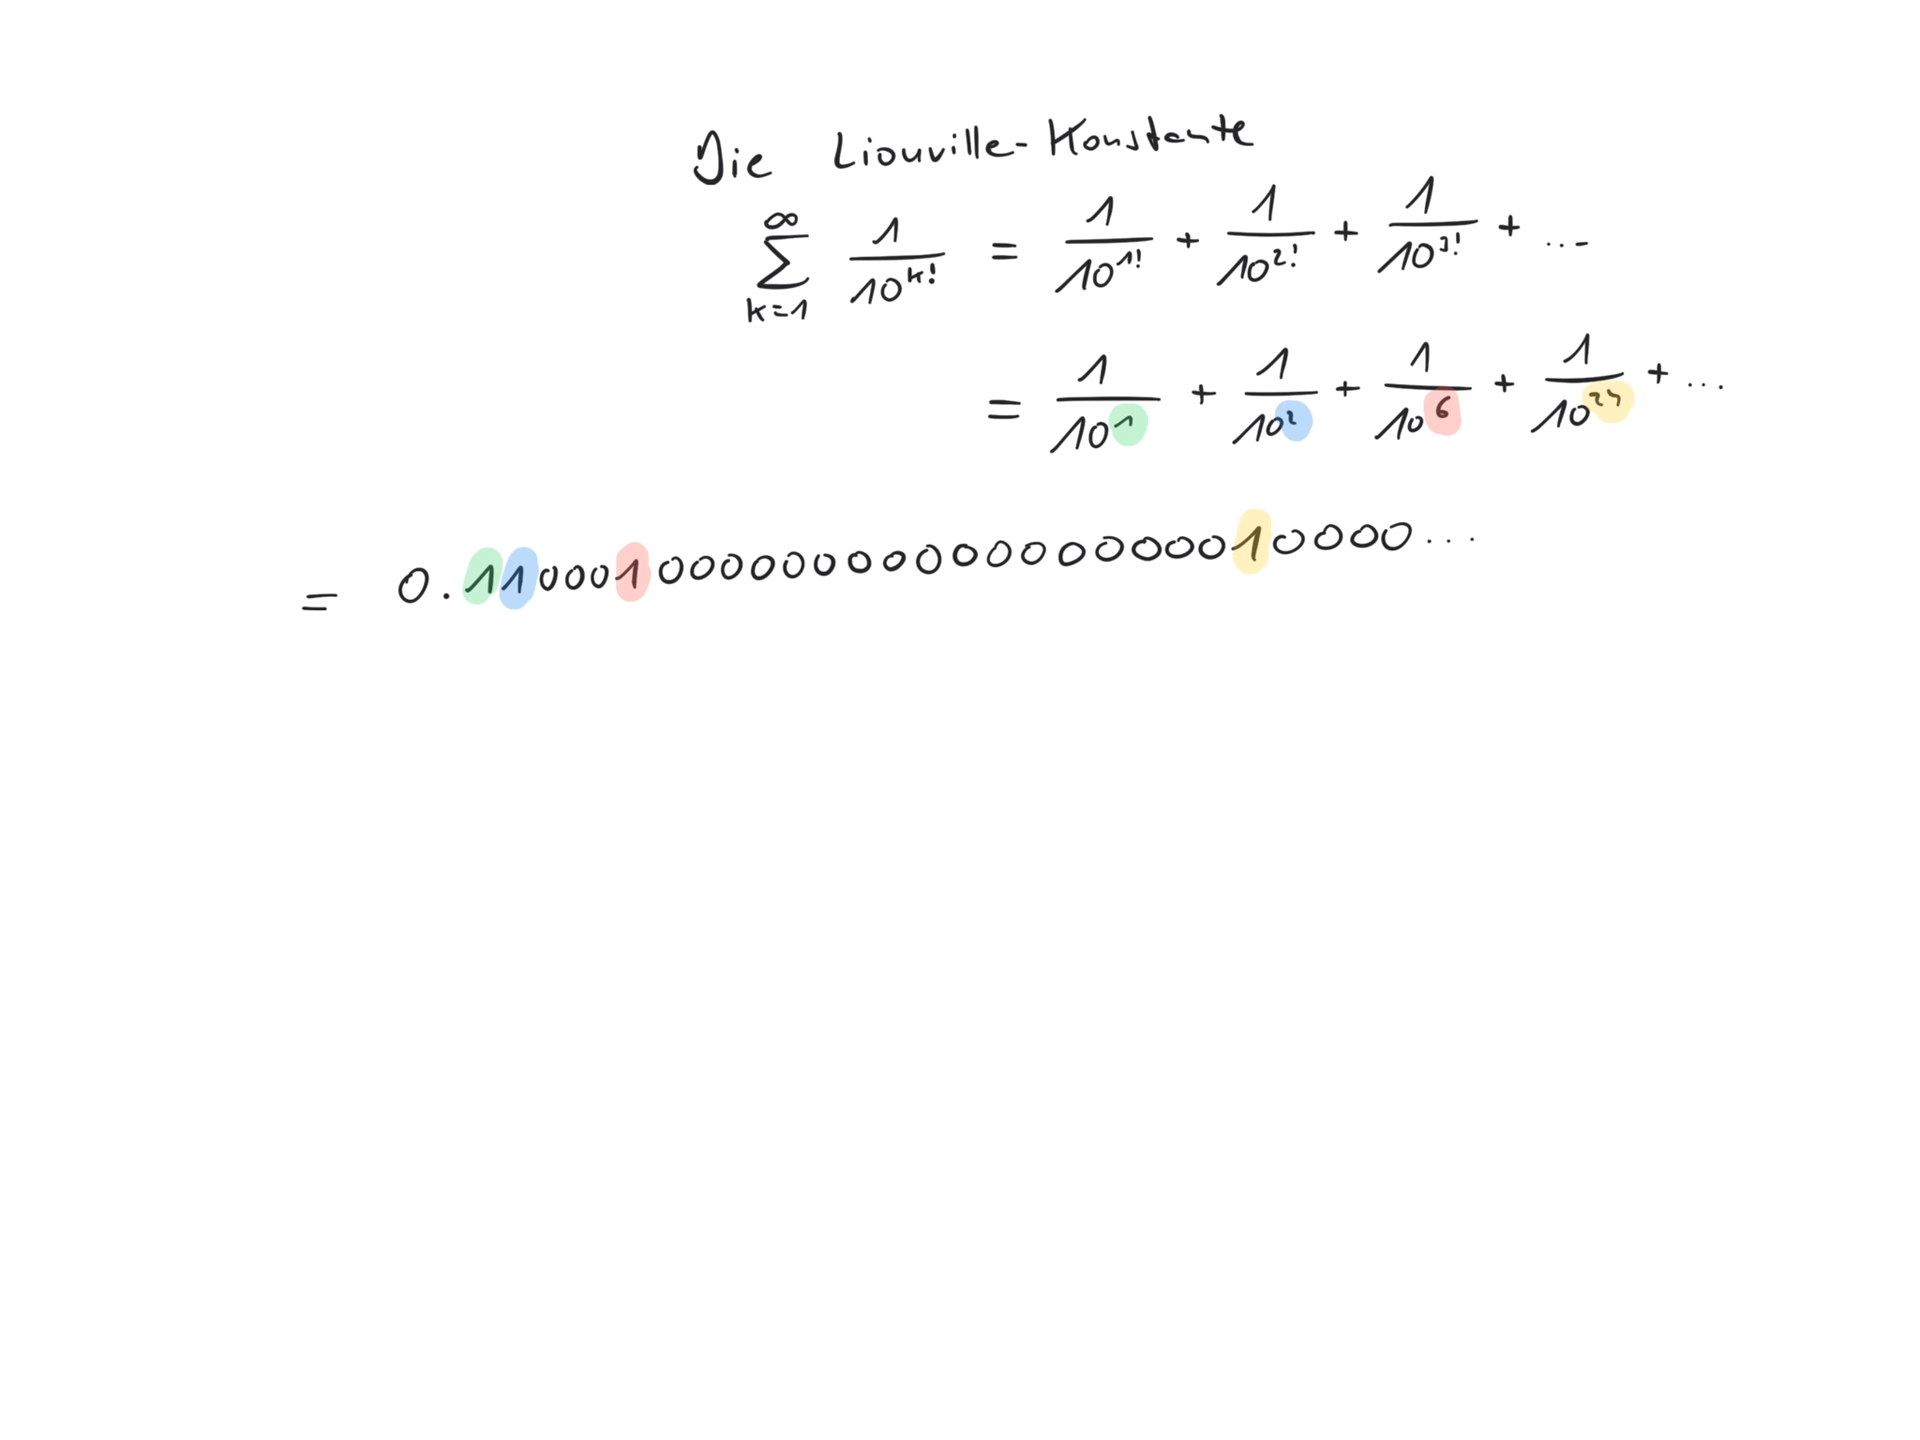 Die Liouville-Konstante
∞ ∑ k=1 1/10^{k!} = 1/10^{1!} + 1/10^{2!} + 1/10^{3!} + ...
= 1/10^1 + 1/10^2 + 1/10^6 + 1/10^{24} + ...
= 0.110001000000000000000001​0000...